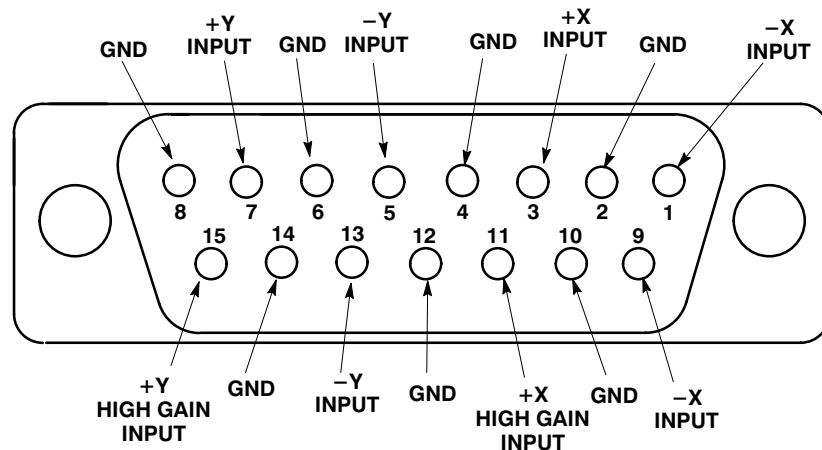 GND
+Y
INPUT
GND
−Y
INPUT
GND
+X
INPUT
GND
−X
INPUT
8 7 6 5 4 3 2 1
15 14 13 12 11 10 9
+Y
HIGH GAIN
INPUT
GND
−Y
INPUT
GND
+X
HIGH GAIN
INPUT
GND
−X
INPUT